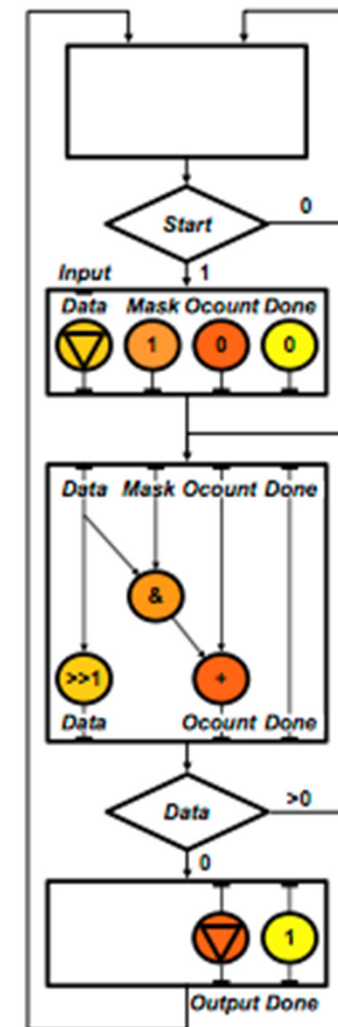 0
Start
1
Input
Data Mask Ocount Done
1 0 0
Data Mask Ocount Done
&
>>1 +
Data Ocount Done
Data >0
0
1
Output Done